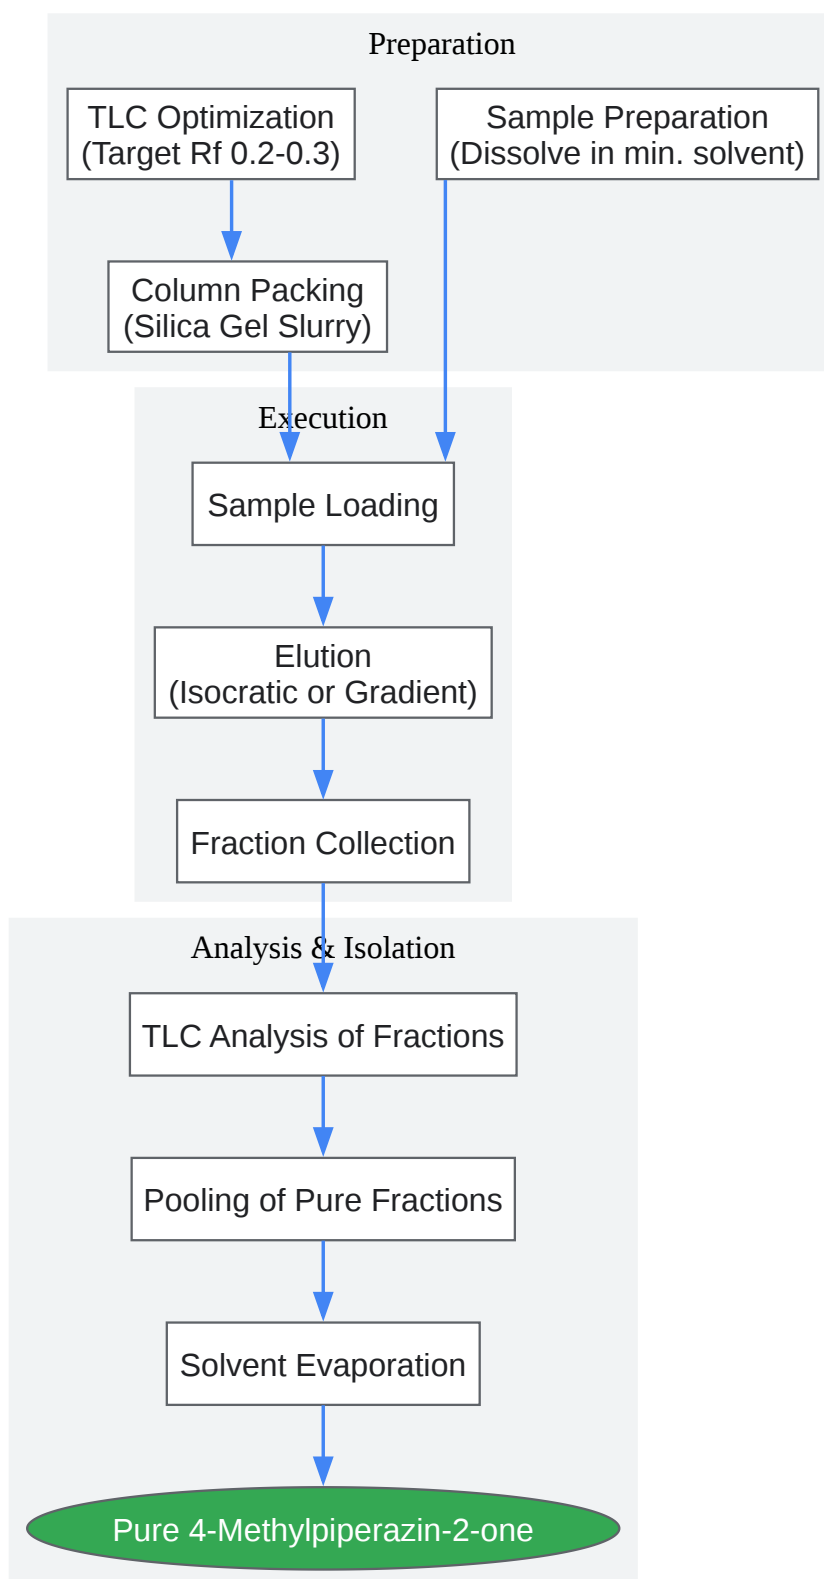 Preparation
TLC Optimization
(Target Rf 0.2-0.3)
Sample Preparation
(Dissolve in min. solvent)
Column Packing
(Silica Gel Slurry)
Execution
Sample Loading
Elution
(Isocratic or Gradient)
Fraction Collection
Analysis & Isolation
TLC Analysis of Fractions
Pooling of Pure Fractions
Solvent Evaporation
Pure 4-Methylpiperazin-2-one